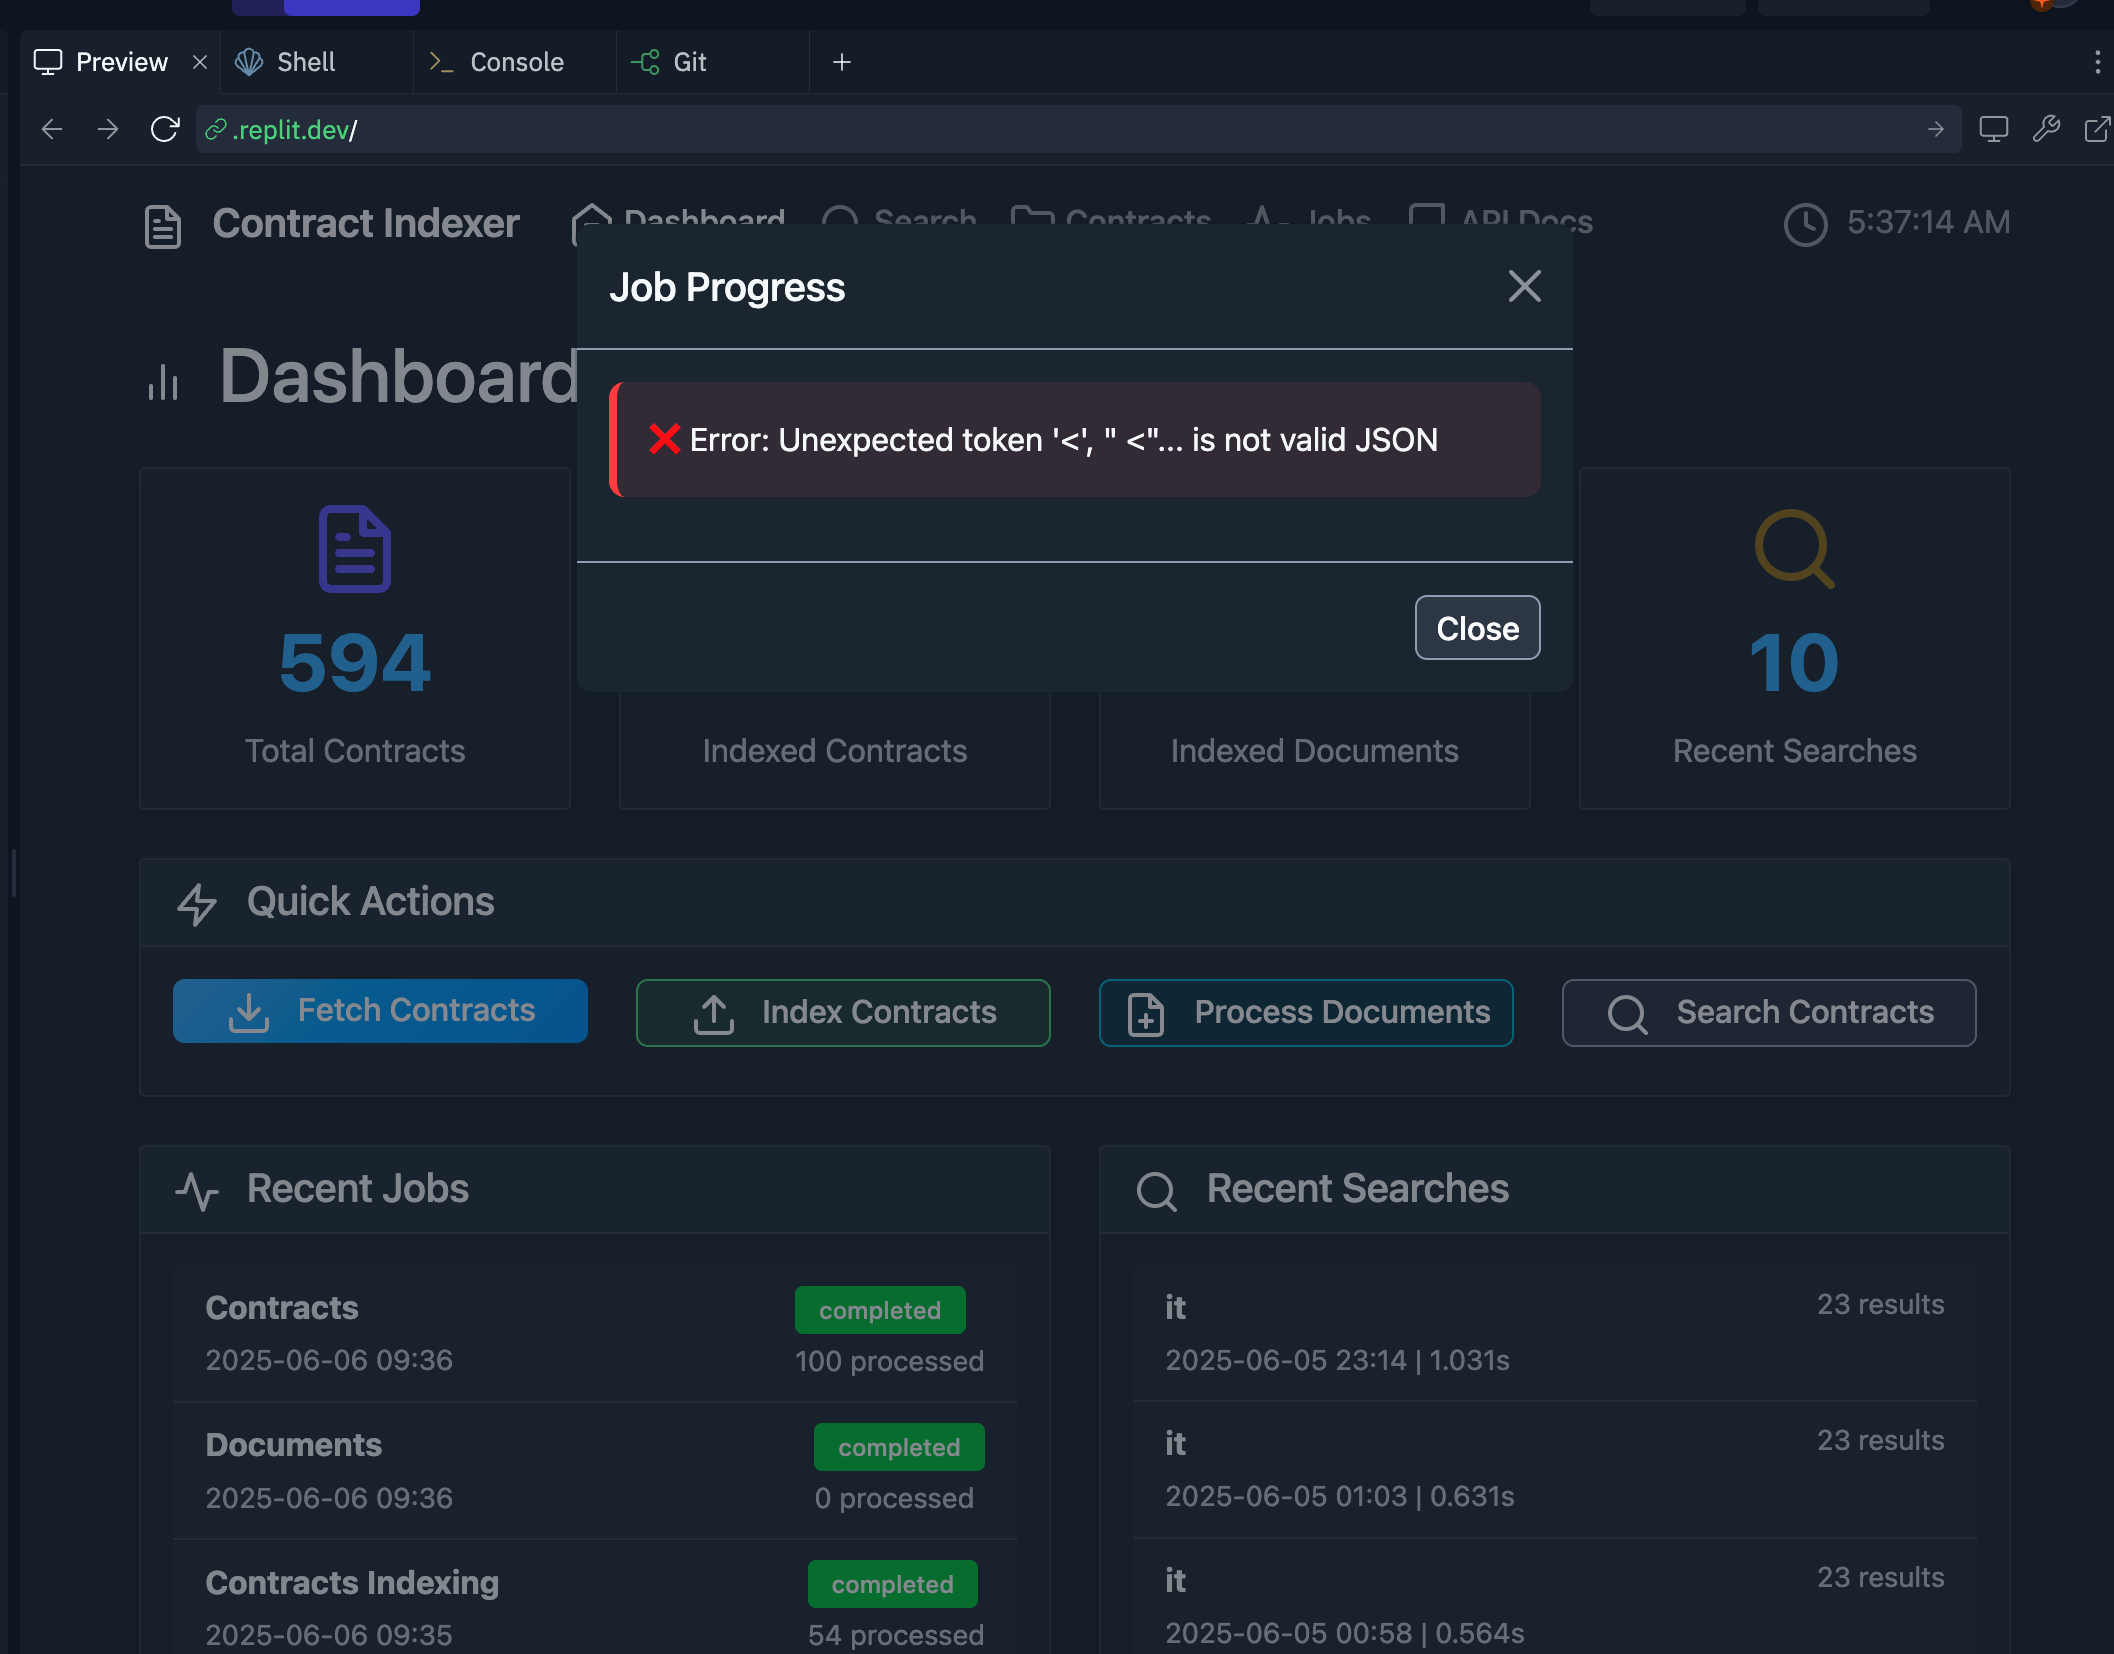 Preview
Shell
Console
Git
.replit.dev/
Contract Indexer
Dashboard
Search
Contracts
Jobs
API Docs
5:37:14 AM
Job Progress
Dashboard
❌ Error: Unexpected token '<', " <"... is not valid JSON
Close
594
Total Contracts
Indexed Contracts
Indexed Documents
10
Recent Searches
Quick Actions
Fetch Contracts
Index Contracts
Process Documents
Search Contracts
Recent Jobs
Contracts
completed
2025-06-06 09:36
100 processed
Documents
completed
2025-06-06 09:36
0 processed
Contracts Indexing
completed
2025-06-06 09:35
54 processed
Recent Searches
it
23 results
2025-06-05 23:14 | 1.031s
it
23 results
2025-06-05 01:03 | 0.631s
it
23 results
2025-06-05 00:58 | 0.564s